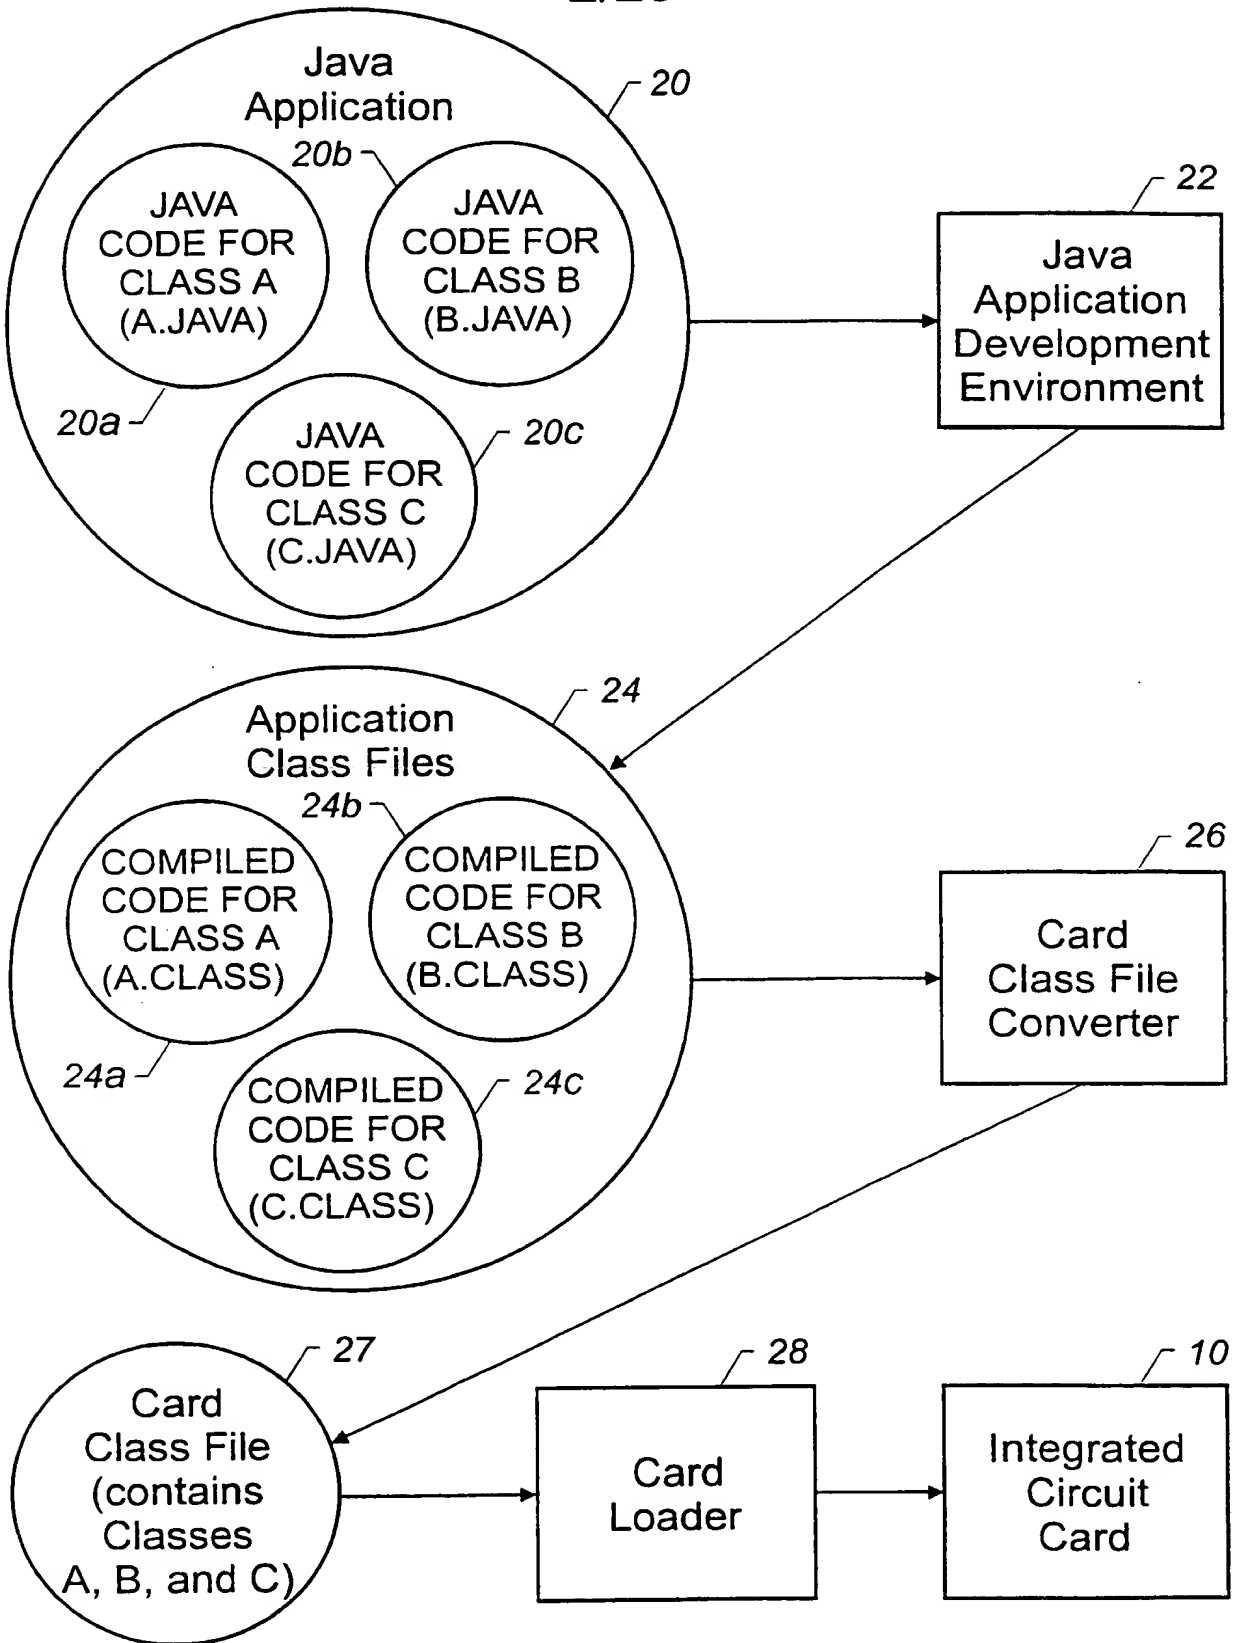 Java
Application
20
20b
JAVA
CODE FOR
CLASS A
(A.JAVA)
JAVA
CODE FOR
CLASS B
(B.JAVA)
22
Java
Application
Development
Environment
20a
JAVA
CODE FOR
CLASS C
(C.JAVA)
20c
24
Application
Class Files
24b
COMPILED
CODE FOR
CLASS A
(A.CLASS)
COMPILED
CODE FOR
CLASS B
(B.CLASS)
26
Card
Class File
Converter
24a
COMPILED
CODE FOR
CLASS C
(C.CLASS)
24c
27
Card
Class File
(contains
Classes
A, B, and C)
28
Card
Loader
10
Integrated
Circuit
Card